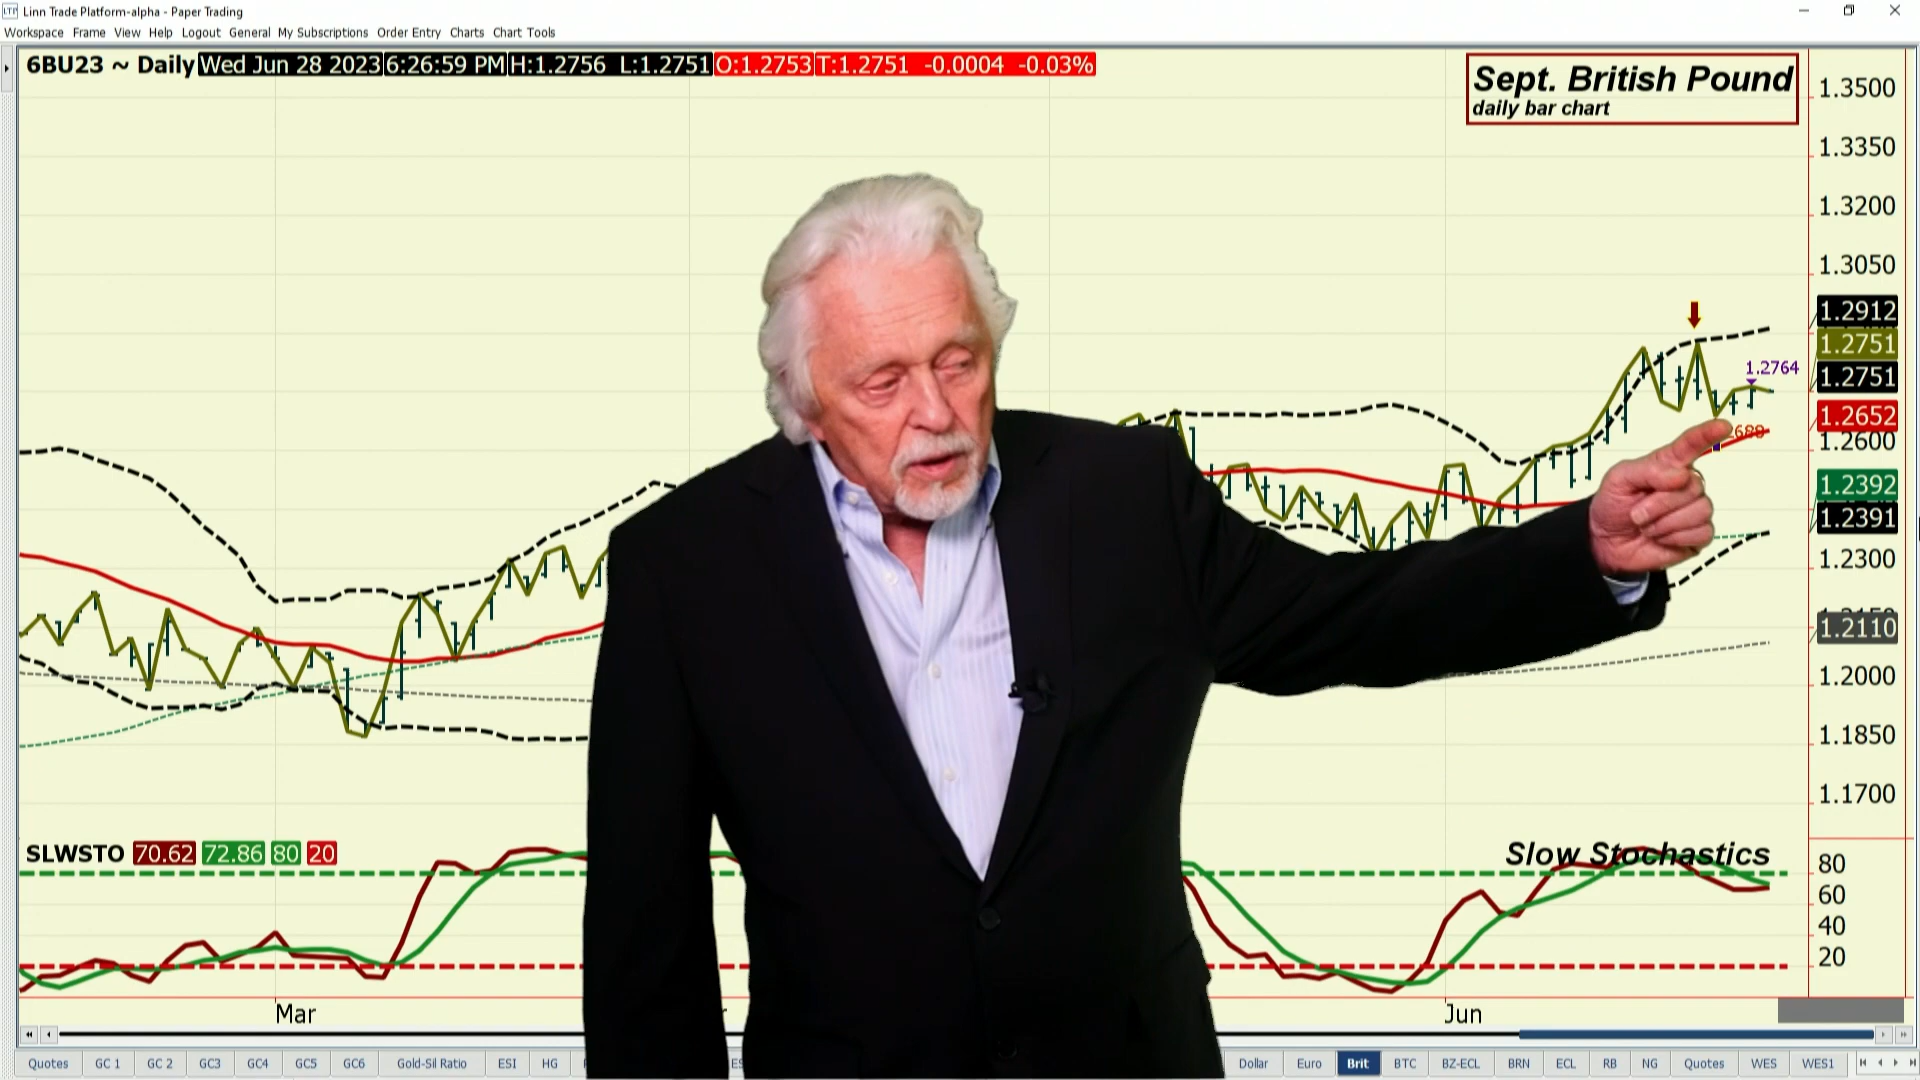 LTP Linn Trade Platform-alpha - Paper Trading
Workspace Frame View Help Logout General My Subscriptions Order Entry Charts Chart Tools
6BU23 ~ Daily Wed Jun 28 2023 6:26:59 PM H:1.2756 L:1.2751 O:1.2753 T:1.2751 -0.0004 -0.03%
Sept. British Pound
daily bar chart
1.3500
1.3350
1.3200
1.3050
1.2912
1.2751
1.2764
1.2751
1.2652
1.2600
1.2392
1.2391
1.2300
1.2110
1.2000
1.1850
1.1700
SLWSTO 70.62 72.86 80 20
Slow Stochastics
80
60
40
20
Mar Jun
Quotes GC 1 GC 2 GC3 GC4 GC5 GC6 Gold-Sil Ratio ESI HG Dollar Euro Brit BTC BZ-ECL BRN ECL RB NG Quotes WES WES1